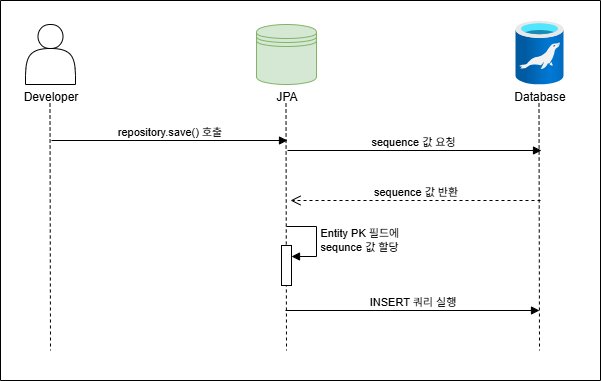 Developer
JPA
Database
repository.save() 호출
sequence 값 요청
sequence 값 반환
Entity PK 필드에
sequnce 값 할당
INSERT 쿼리 실행